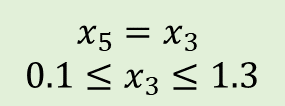 x₅ = x₃
0.1 ≤ x₃ ≤ 1.3